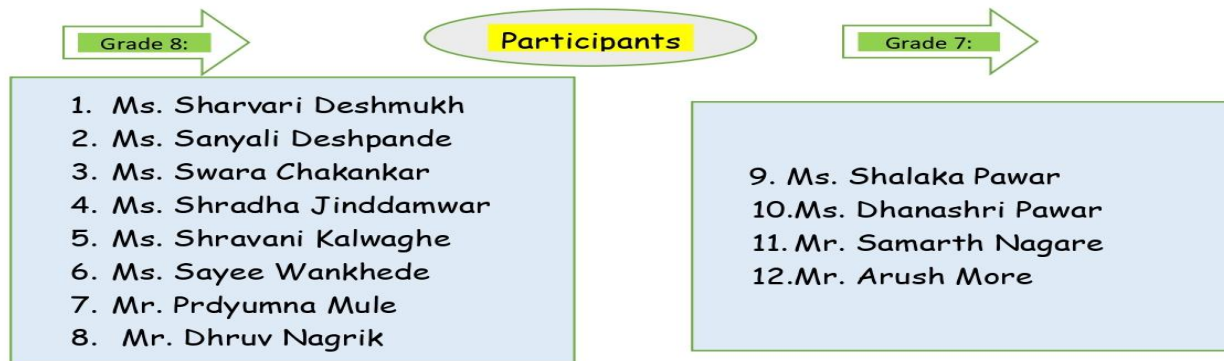 Participants
Grade 8:
1. Ms. Sharvari Deshmukh
2. Ms. Sanyali Deshpande
3. Ms. Swara Chakankar
4. Ms. Shradha Jinddamwar
5. Ms. Shravani Kalwaghe
6. Ms. Sayee Wankhede
7. Mr. Prdyumna Mule
8. Mr. Dhruv Nagrik
Grade 7:
9. Ms. Shalaka Pawar
10.Ms. Dhanashri Pawar
11. Mr. Samarth Nagare
12.Mr. Arush More